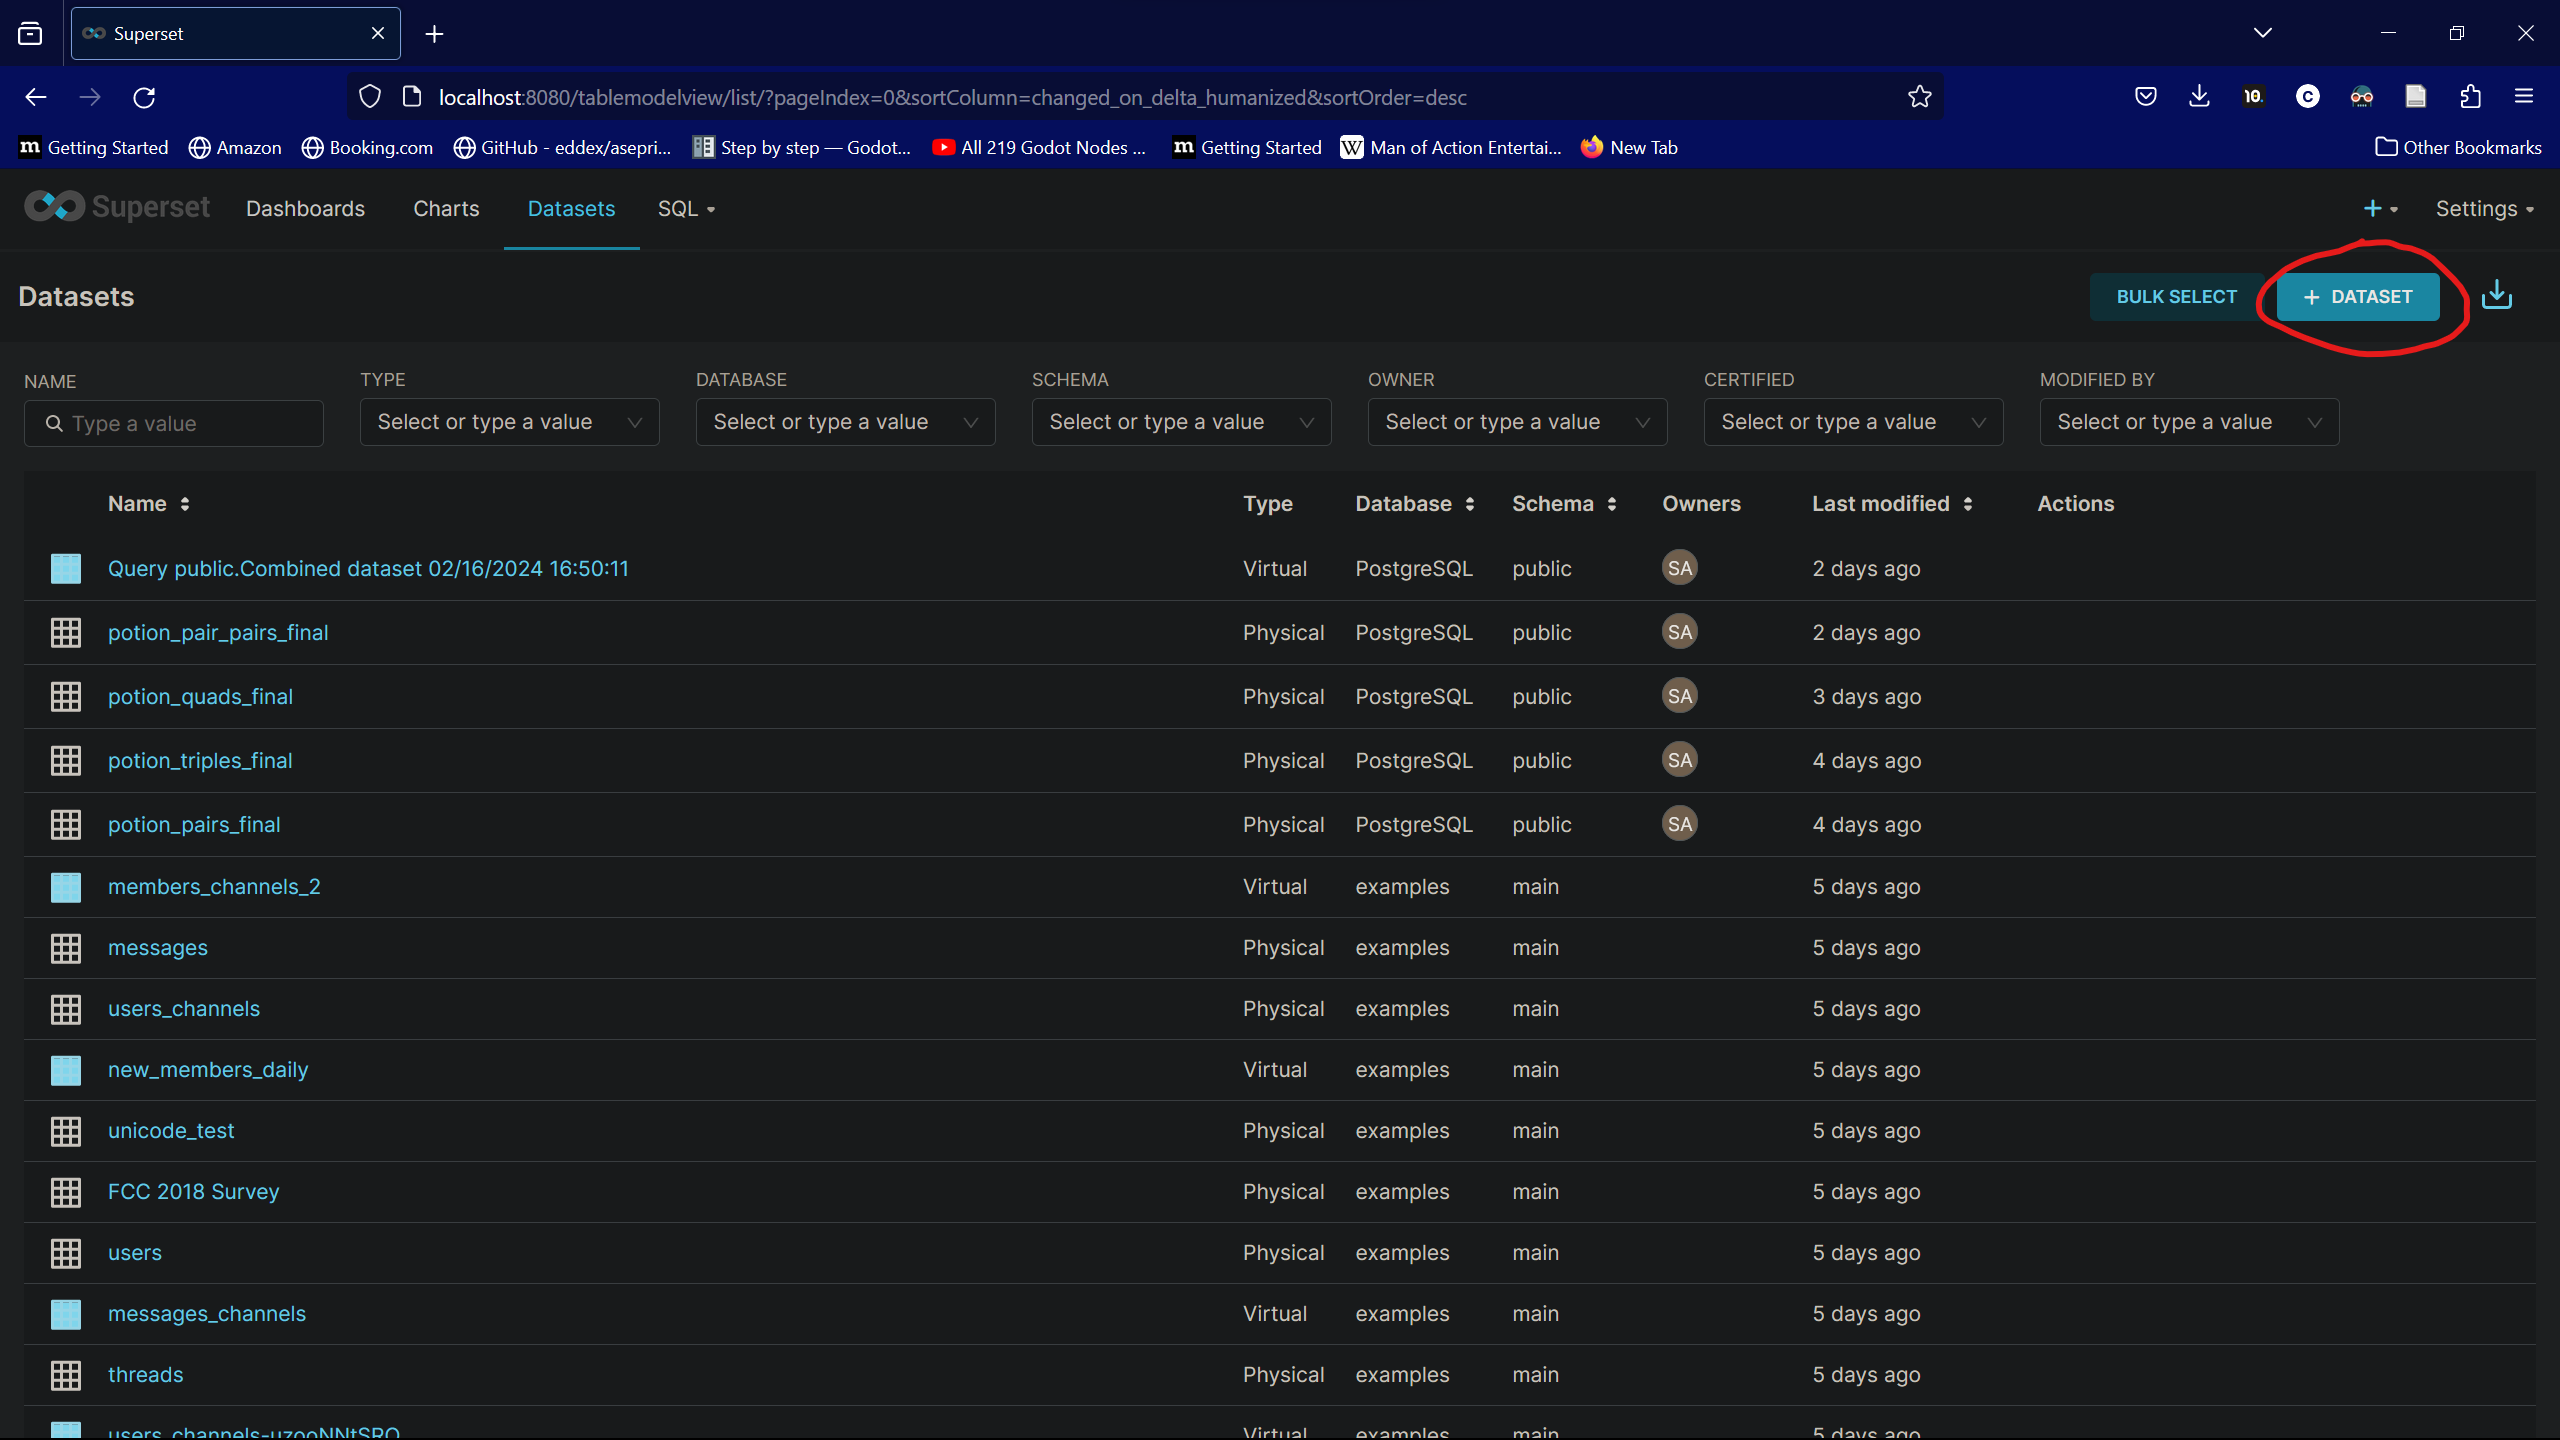 Superset
localhost:8080/tablemodelview/list/?pageIndex=0&sortColumn=changed_on_delta_humanized&sortOrder=desc
10. C
m Getting Started Amazon Booking.com GitHub - eddex/asepri... Step by step — Godot... All 219 Godot Nodes ... m Getting Started W Man of Action Entertai... New Tab Other Bookmarks
Superset Dashboards Charts Datasets SQL + Settings
Datasets BULK SELECT + DATASET
NAME TYPE DATABASE SCHEMA OWNER CERTIFIED MODIFIED BY
Type a value Select or type a value Select or type a value Select or type a value Select or type a value Select or type a value Select or type a value
Name Type Database Schema Owners Last modified Actions
Query public.Combined dataset 02/16/2024 16:50:11 Virtual PostgreSQL public SA 2 days ago
potion_pair_pairs_final Physical PostgreSQL public SA 2 days ago
potion_quads_final Physical PostgreSQL public SA 3 days ago
potion_triples_final Physical PostgreSQL public SA 4 days ago
potion_pairs_final Physical PostgreSQL public SA 4 days ago
members_channels_2 Virtual examples main 5 days ago
messages Physical examples main 5 days ago
users_channels Physical examples main 5 days ago
new_members_daily Virtual examples main 5 days ago
unicode_test Physical examples main 5 days ago
FCC 2018 Survey Physical examples main 5 days ago
users Physical examples main 5 days ago
messages_channels Virtual examples main 5 days ago
threads Physical examples main 5 days ago
users_channels-uzooNNtSRO Virtual examples main 5 days ago